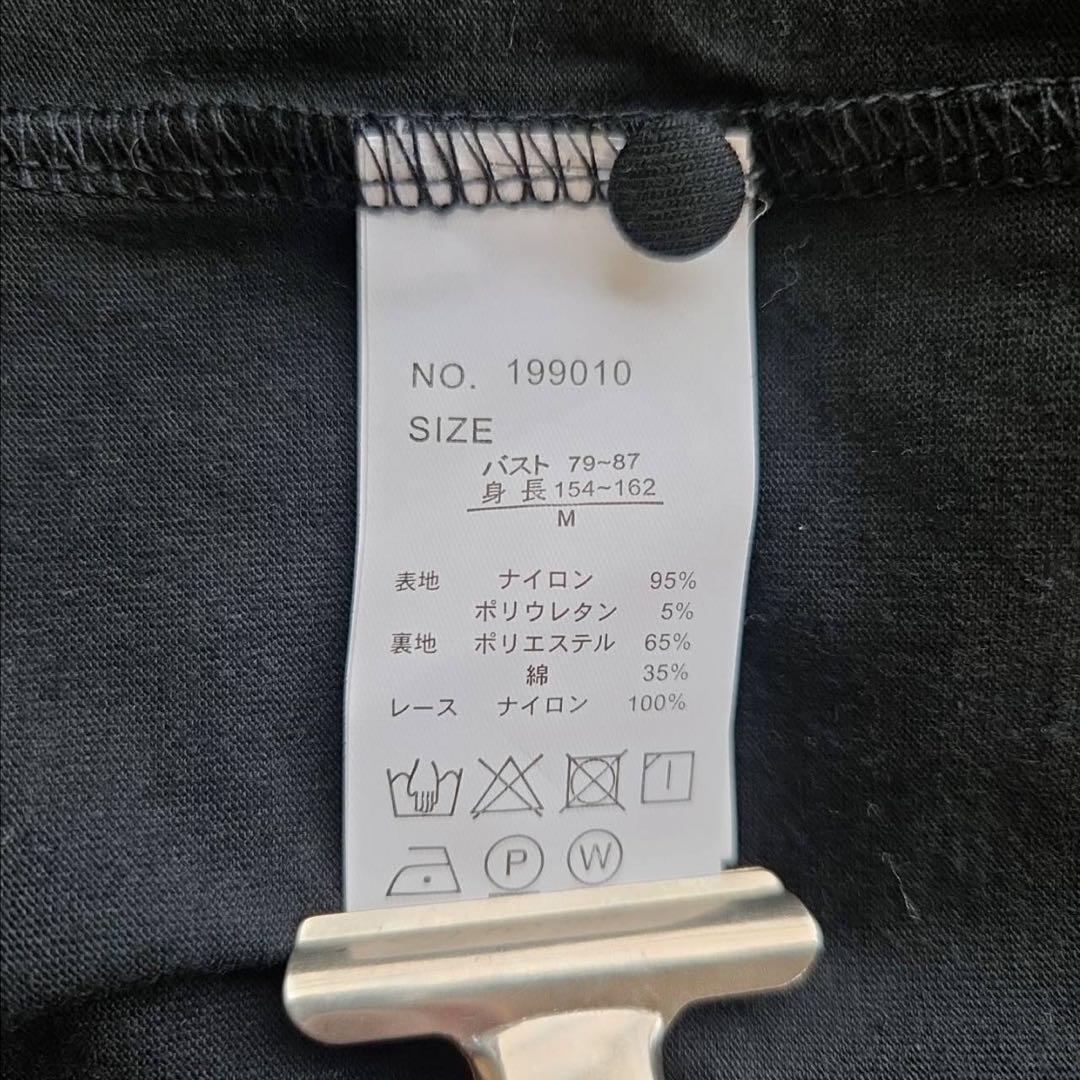 NO. 199010
SIZE
バスト 79~87
身長 154~162
M
表地 ナイロン 95%
ポリウレタン 5%
裏地 ポリエステル 65%
綿 35%
レース ナイロン 100%
P W